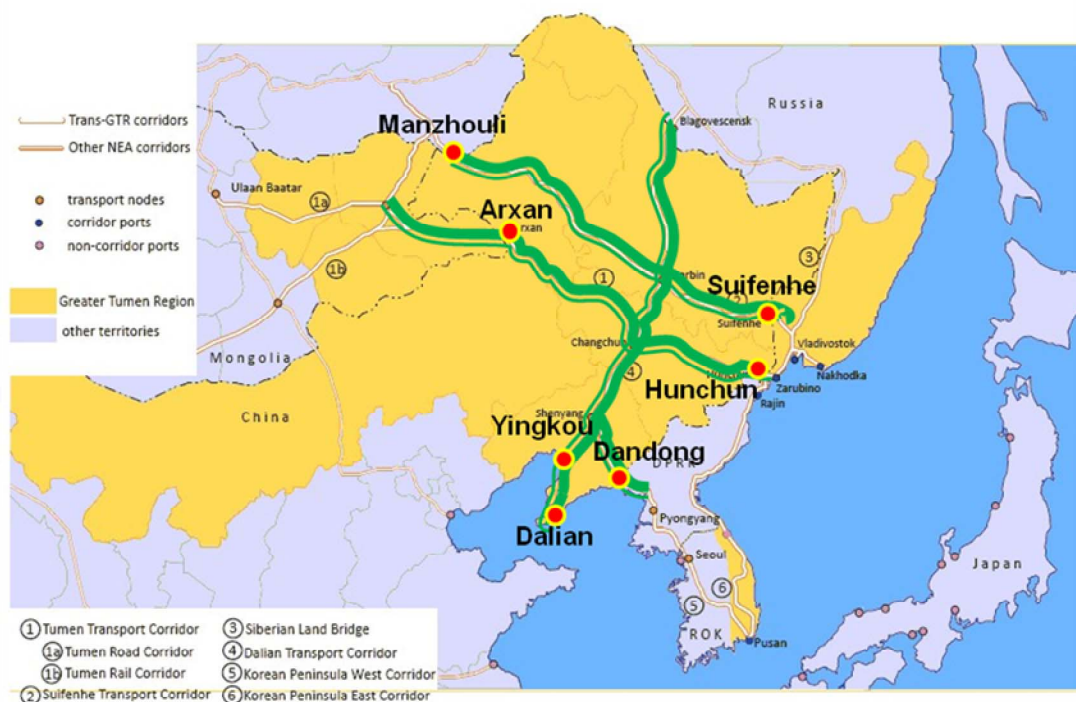 Trans-GTR corridors
Other NEA corridors
transport nodes
corridor ports
non-corridor ports
Greater Tumen Region
other territories
Russia
Blagovescensk
Manzhouli
Ulaan Baatar
1a
Arxan
rxan
3
1b
1
arbin
Suifenhe
2
Suifenhe
Mongolia
Changchun
Vladivostok
4
Nakhodka
Hunchun
Zarubino
Rajin
China
Shenyang
Yingkou
Dandong
DPRK
Pyongyang
Dalian
Seoul
Japan
6
5
ROK
Pusan
1 Tumen Transport Corridor
1a Tumen Road Corridor
1b Tumen Rail Corridor
2 Suifenhe Transport Corridor
3 Siberian Land Bridge
4 Dalian Transport Corridor
5 Korean Peninsula West Corridor
6 Korean Peninsula East Corridor